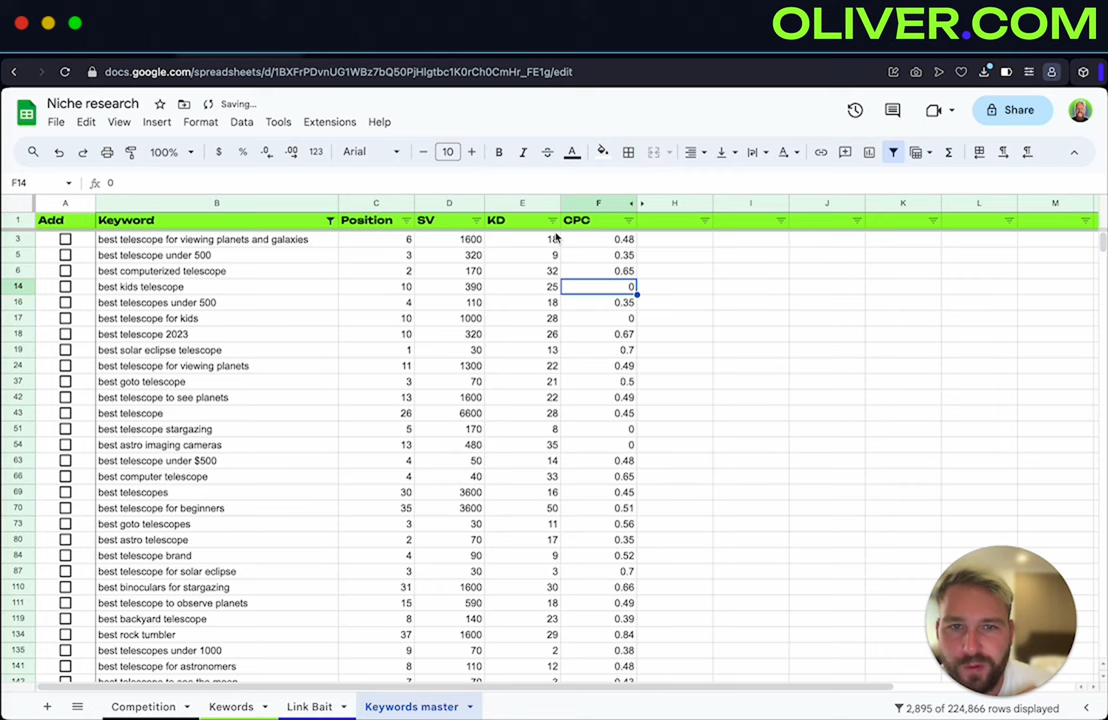 OLIVER.COM
docs.google.com/spreadsheets/d/1BXFrPDvnUG1WBz7bQ50PjHlgtbc1K0rCh0CmHr_FE1g/edit
Niche research Saving...
File Edit View Insert Format Data Tools Extensions Help Share
100% $ % .0 .00 123 Arial 10 B I A
F14 fx 0
A B C D E F H I J K L M
1 Add Keyword Position SV KD CPC
3 best telescope for viewing planets and galaxies 6 1600 18 0.48
5 best telescope under 500 3 320 9 0.35
6 best computerized telescope 2 170 32 0.65
14 best kids telescope 10 390 25 0
16 best telescopes under 500 4 110 18 0.35
17 best telescope for kids 10 1000 28 0
18 best telescope 2023 10 320 26 0.67
19 best solar eclipse telescope 1 30 13 0.7
24 best telescope for viewing planets 11 1300 22 0.49
37 best goto telescope 3 70 21 0.5
42 best telescope to see planets 13 1600 22 0.49
43 best telescope 26 6600 28 0.45
51 best telescope stargazing 5 170 8 0
54 best astro imaging cameras 13 480 35 0
63 best telescope under $500 4 50 14 0.48
66 best computer telescope 4 40 33 0.65
69 best telescopes 30 3600 16 0.45
70 best telescope for beginners 35 3600 50 0.51
73 best goto telescopes 3 30 11 0.56
80 best astro telescope 2 70 17 0.35
84 best telescope brand 4 90 9 0.52
87 best telescope for solar eclipse 3 30 3 0.7
110 best binoculars for stargazing 31 1600 30 0.66
111 best telescope to observe planets 15 590 18 0.49
119 best backyard telescope 8 140 23 0.39
134 best rock tumbler 37 1600 29 0.84
135 best telescopes under 1000 9 70 2 0.38
141 best telescope for astronomers 8 110 12 0.48
Competition Kewords Link Bait Keywords master 2,895 of 224,866 rows displayed